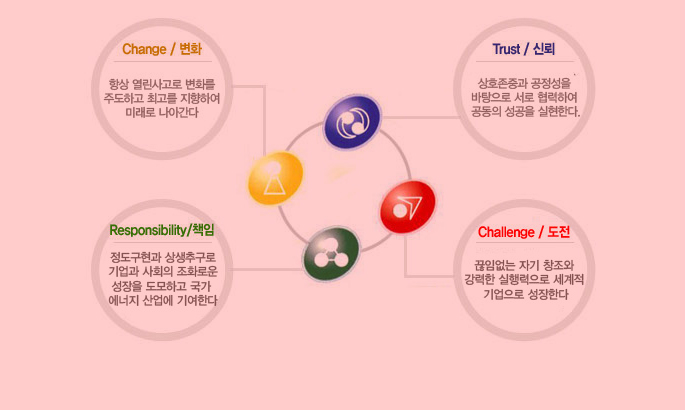 Change / 변화
항상 열린사고로 변화를
주도하고 최고를 지향하여
미래로 나아간다
Trust / 신뢰
상호존중과 공정성을
바탕으로 서로 협력하여
공동의 성공을 실현한다.
Responsibility/책임
정도구현과 상생추구로
기업과 사회의 조화로운
성장을 도모하고 국가
에너지 산업에 기여한다
Challenge / 도전
끊임없는 자기 창조와
강력한 실행력으로 세계적
기업으로 성장한다